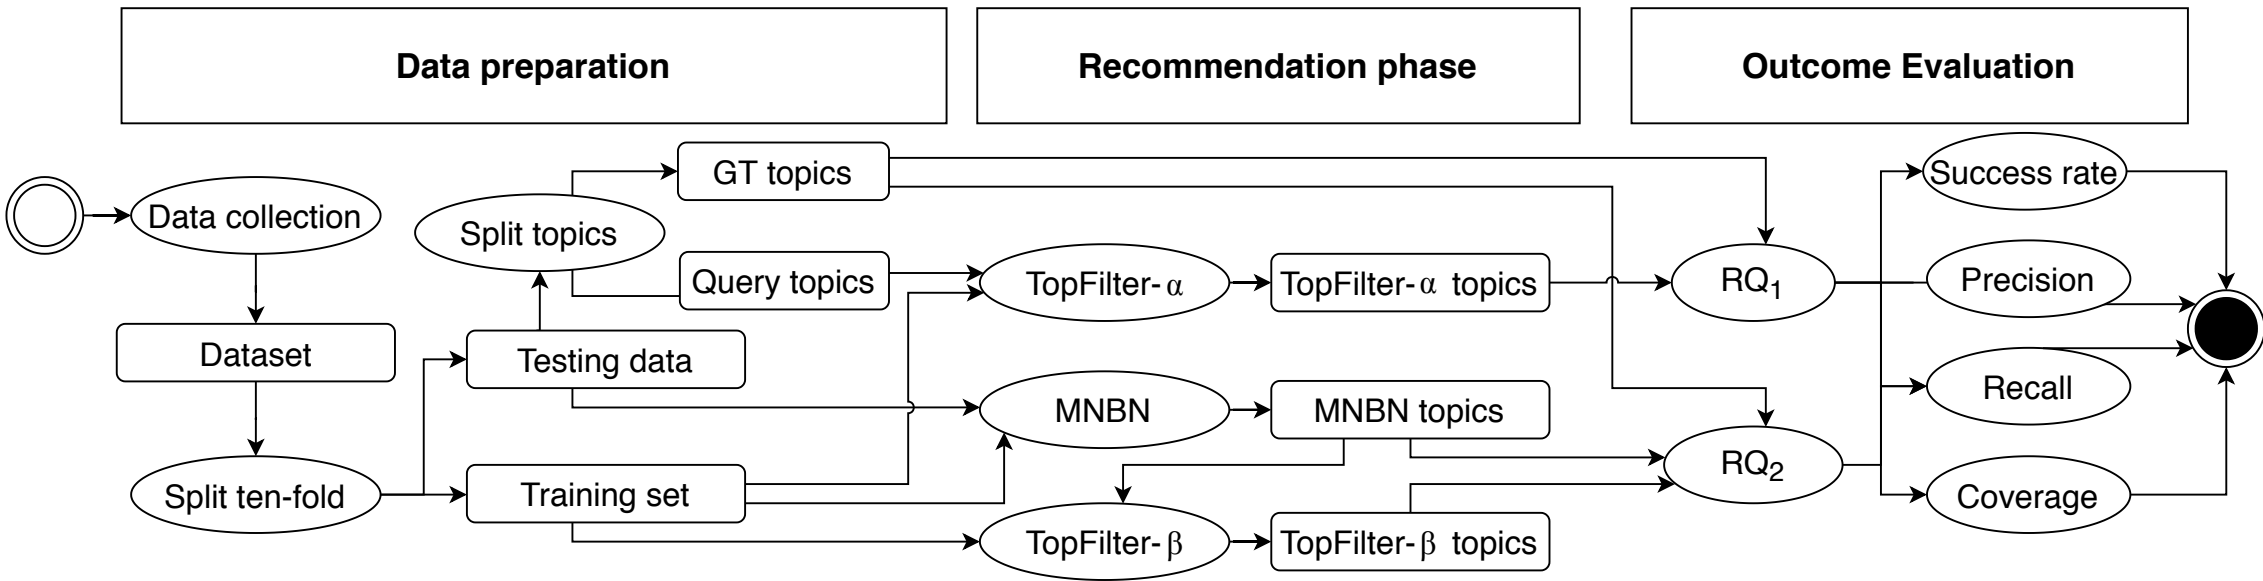 Data preparation
Recommendation phase
Outcome Evaluation
Data collection
Dataset
Split ten-fold
Split topics
Testing data
Training set
GT topics
Query topics
TopFilter-α
MNBN
TopFilter-β
TopFilter-α topics
MNBN topics
TopFilter-β topics
RQ1
RQ2
Success rate
Precision
Recall
Coverage